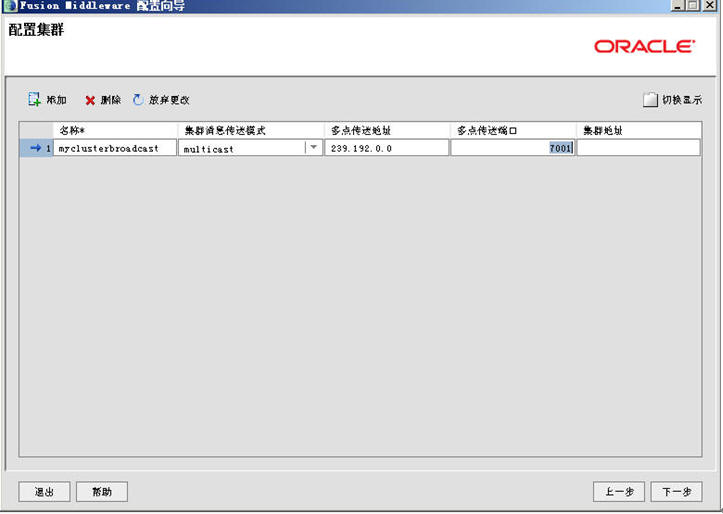 Fusion Middleware 配置向导
配置集群
ORACLE
添加 删除 放弃更改 切换显示
名称* 集群消息传送模式 多点传送地址 多点传送端口 集群地址
1 myclusterbroadcast multicast 239.192.0.0 7001
退出 帮助 上一步 下一步